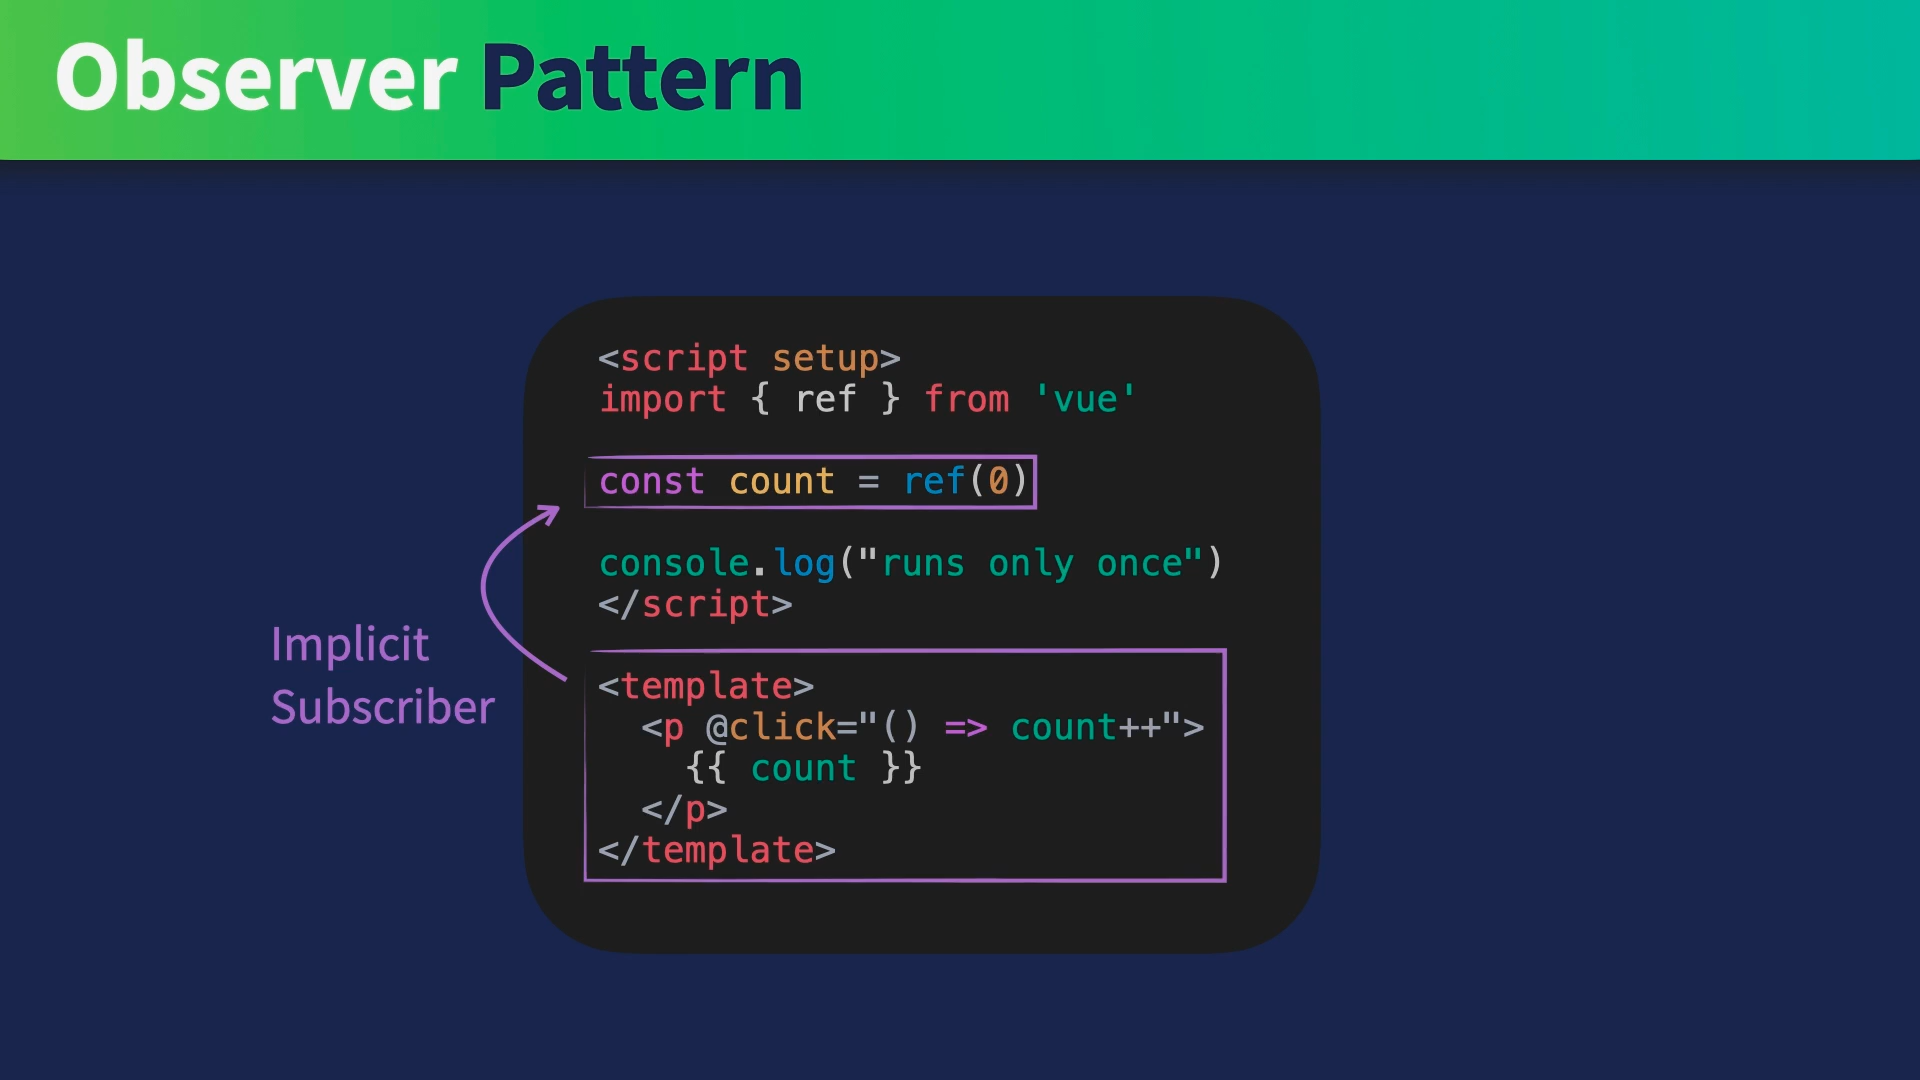 Observer Pattern
<script setup>
import { ref } from 'vue'
const count = ref(0)
console.log("runs only once")
</script>
Implicit
Subscriber
<template>
<p @click="() => count++">
{{ count }}
</p>
</template>